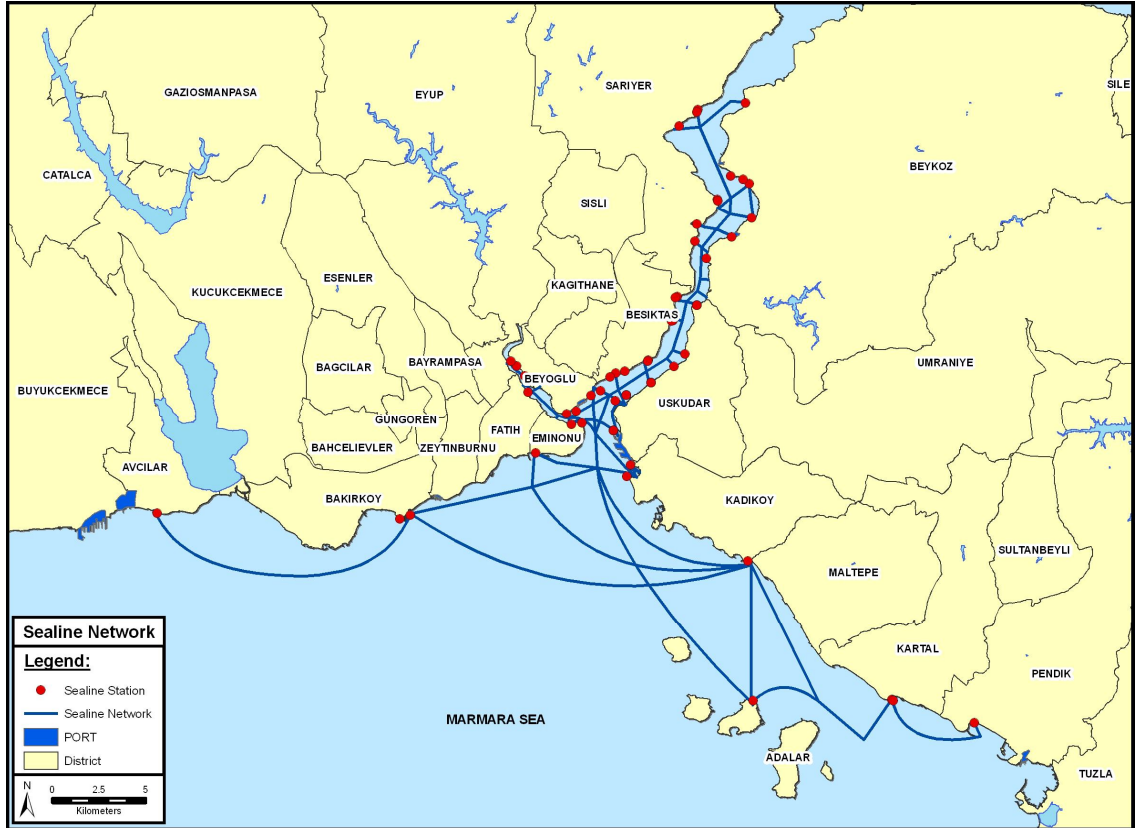 GAZIOSMANPASA
EYUP
SARIYER
SILE
CATALCA
BEYKOZ
SISLI
ESENLER
KAGITHANE
KUCUKCEKMECE
BESIKTAS
BAYRAMPASA
UMRANIYE
BAGCILAR
BEYOGLU
BUYUKCEKMECE
USKUDAR
GUNGOREN
FATIH
EMINONU
BAHCELIEVLER
ZEYTINBURNU
AVCILAR
BAKIRKOY
KADIKOY
SULTANBEYLI
MALTEPE
KARTAL
PENDIK
MARMARA SEA
ADALAR
TUZLA
Sealine Network
Legend:
Sealine Station
Sealine Network
PORT
District
N
0 2.5 5
Kilometers